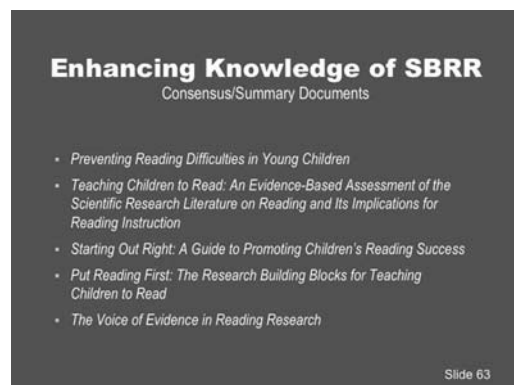 Enhancing Knowledge of SBRR
Consensus/Summary Documents
▪ Preventing Reading Difficulties in Young Children
▪ Teaching Children to Read: An Evidence-Based Assessment of the
Scientific Research Literature on Reading and Its Implications for
Reading Instruction
▪ Starting Out Right: A Guide to Promoting Children's Reading Success
▪ Put Reading First: The Research Building Blocks for Teaching
Children to Read
▪ The Voice of Evidence in Reading Research
Slide 63